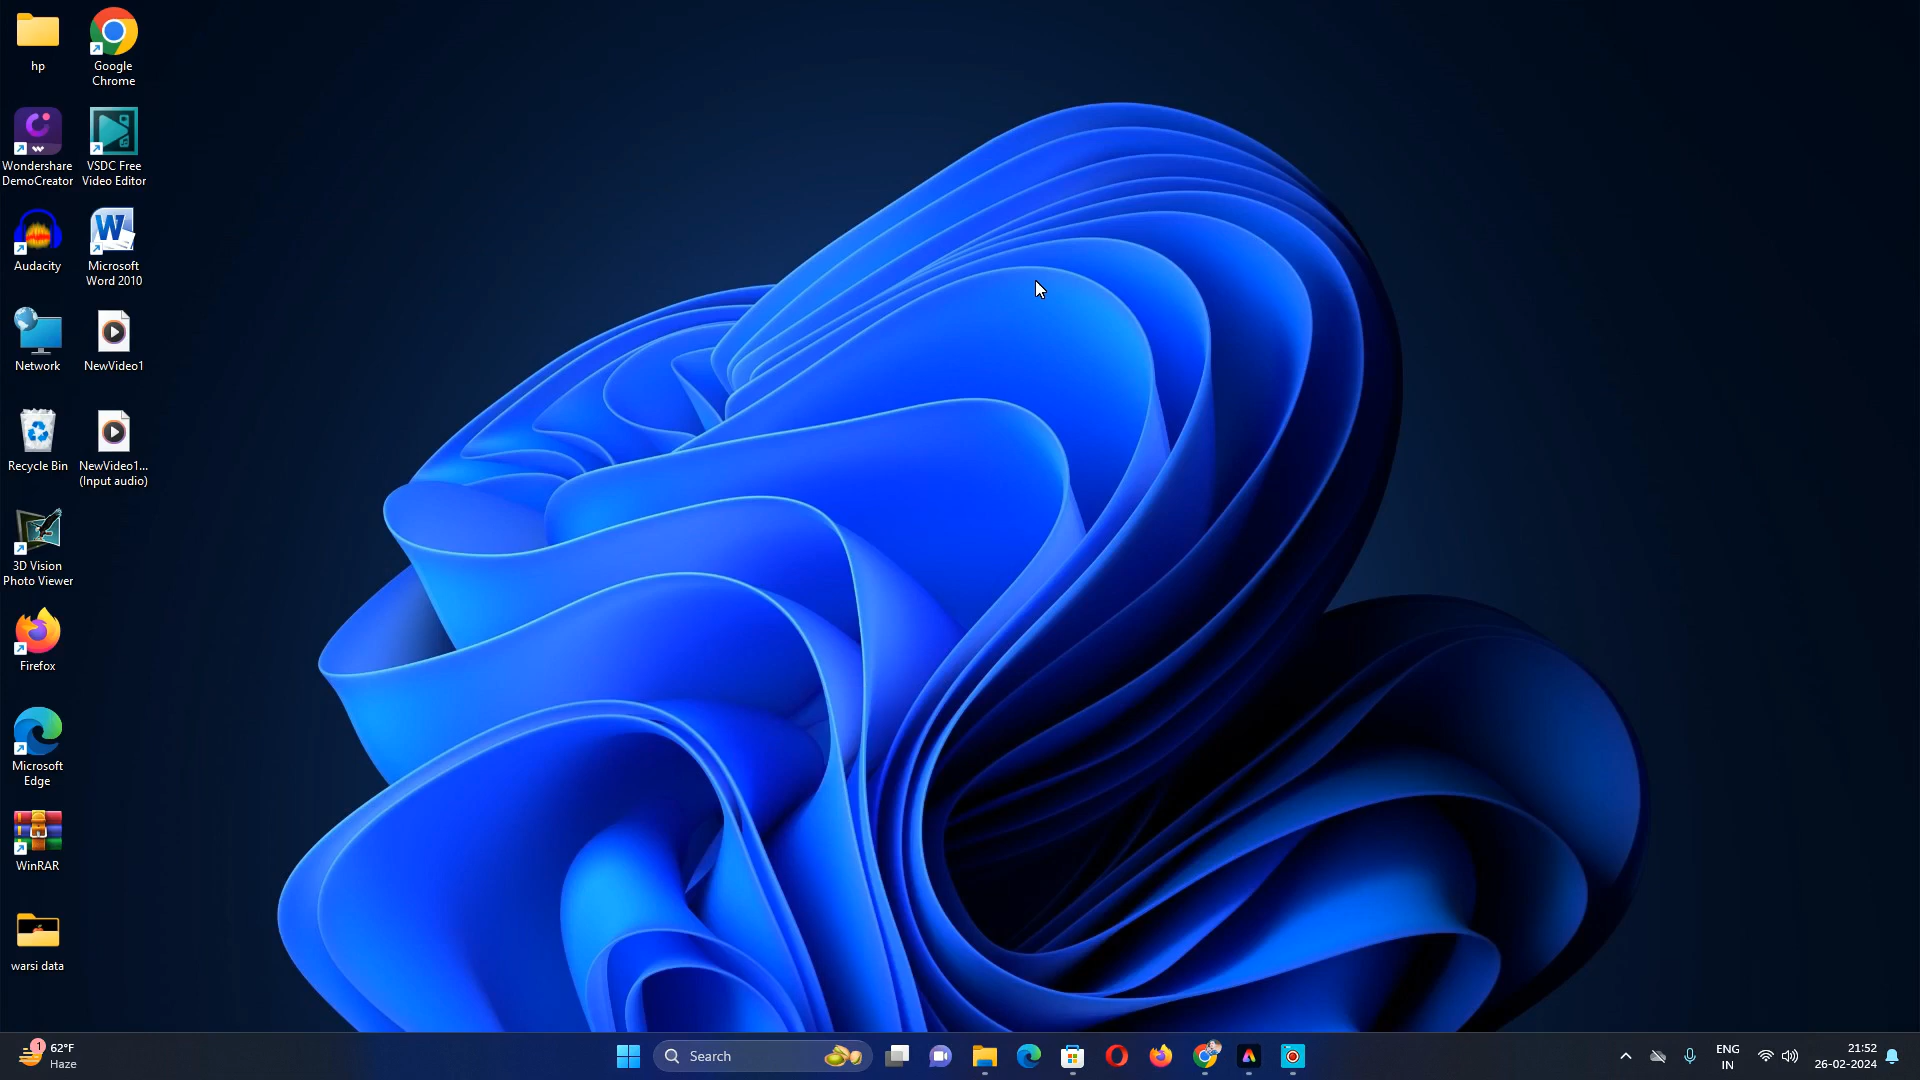 hp
Google
Chrome
Wondershare
DemoCreator
VSDC Free
Video Editor
Audacity
Microsoft
Word 2010
Network
NewVideo1
Recycle Bin
NewVideo1...
(Input audio)
3D Vision
Photo Viewer
Firefox
Microsoft
Edge
WinRAR
warsi data
1
62°F
Haze
Search
ENG
IN
21:52
26-02-2024